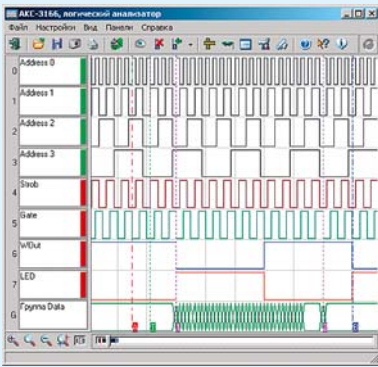 АКС-3166, логический анализатор
Файл Настройки Вид Панели Справка
0 Address 0
1 Address 1
2 Address 2
3 Address 3
4 Strob
5 Gate
6 WOut
7 LED
G Группа Data